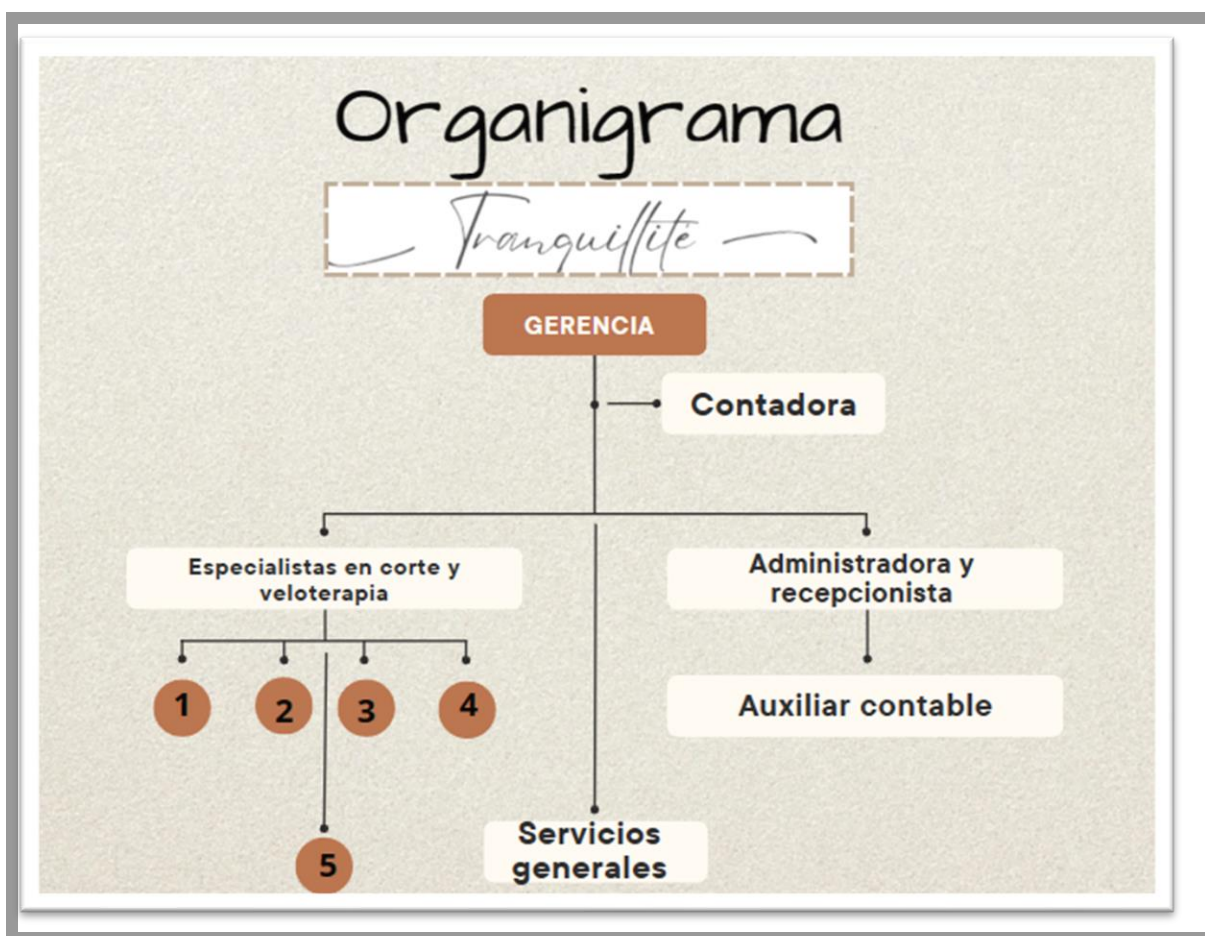 Organigrama
Tranquillité
GERENCIA
Contadora
Especialistas en corte y
veloterapia
Administradora y
recepcionista
1
2
3
4
Auxiliar contable
Servicios
generales
5